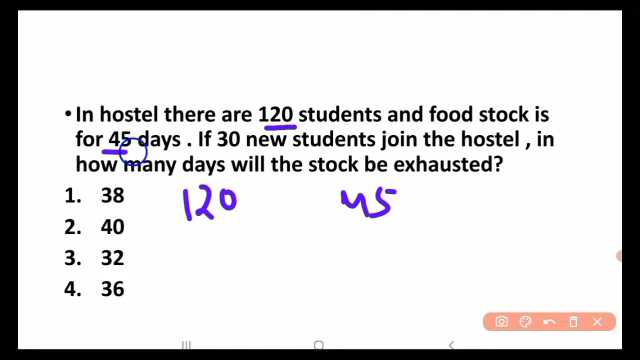 •In hostel there are 120 students and food stock is
for 45 days . If 30 new students join the hostel , in
how many days will the stock be exhausted?
1. 38
2. 40
3. 32
4. 36
120 45